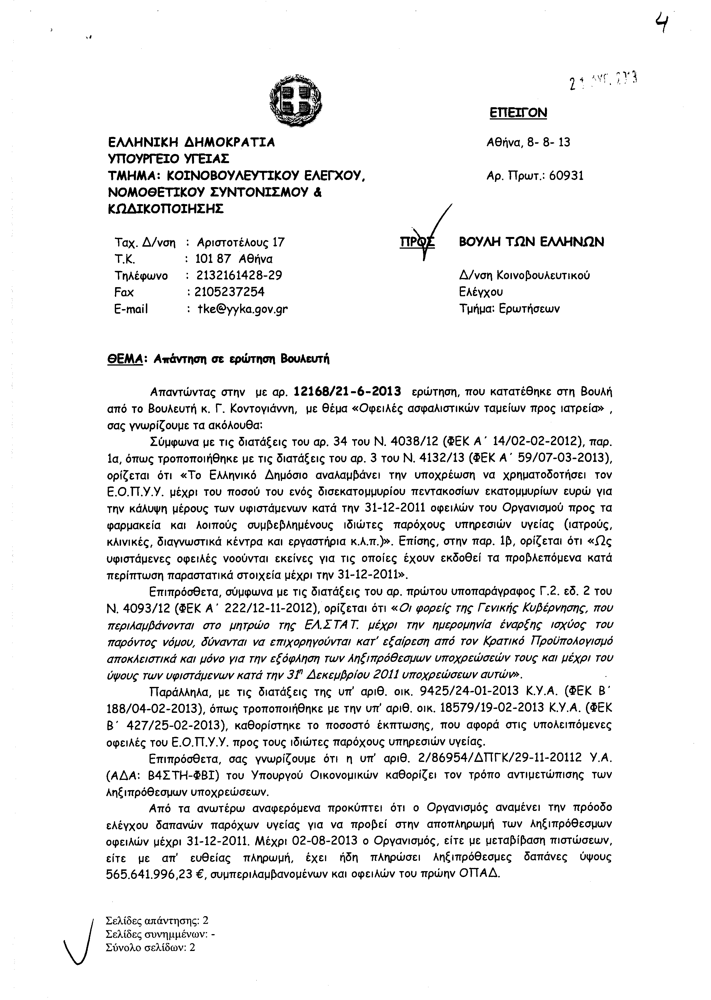 4
ΕΠΕΙΓΟΝ
ΕΛΛΗΝΙΚΗ ΔΗΜΟΚΡΑΤΙΑ
ΥΠΟΥΡΓΕΙΟ ΥΓΕΙΑΣ
ΤΜΗΜΑ: ΚΟΙΝΟΒΟΥΛΕΥΤΙΚΟΥ ΕΛΕΓΧΟΥ,
ΝΟΜΟΘΕΤΙΚΟΥ ΣΥΝΤΟΝΙΣΜΟΥ &
ΚΩΔΙΚΟΠΟΙΗΣΗΣ
Αθήνα, 8- 8- 13
Αρ. Πρωτ.: 60931
Ταχ. Δ/νση : Αριστοτέλους 17
Τ.Κ. : 101 87 Αθήνα
Τηλέφωνο : 2132161428-29
Fax : 2105237254
E-mail : tke@yyka.gov.gr
ΠΡΟΣ ΒΟΥΛΗ ΤΩΝ ΕΛΛΗΝΩΝ
Δ/νση Κοινοβουλευτικού
Ελέγχου
Τμήμα: Ερωτήσεων
ΘΕΜΑ: Απάντηση σε ερώτηση Βουλευτή
Απαντώντας στην με αρ. 12168/21-6-2013 ερώτηση, που κατατέθηκε στη Βουλή
από το Βουλευτή κ. Γ. Κοντογιάννη, με θέμα «Οφειλές ασφαλιστικών ταμείων προς ιατρεία» ,
σας γνωρίζουμε τα ακόλουθα:
Σύμφωνα με τις διατάξεις του αρ. 34 του Ν. 4038/12 (ΦΕΚ Α΄ 14/02-02-2012), παρ.
1α, όπως τροποποιήθηκε με τις διατάξεις του αρ. 3 του Ν. 4132/13 (ΦΕΚ Α΄ 59/07-03-2013),
ορίζεται ότι «Το Ελληνικό Δημόσιο αναλαμβάνει την υποχρέωση να χρηματοδοτήσει τον
Ε.Ο.Π.Υ.Υ. μέχρι του ποσού του ενός δισεκατομμυρίου πεντακοσίων εκατομμυρίων ευρώ για
την κάλυψη μέρους των υφιστάμενων κατά την 31-12-2011 οφειλών του Οργανισμού προς τα
φαρμακεία και λοιπούς συμβεβλημένους ιδιώτες παρόχους υπηρεσιών υγείας (ιατρούς,
κλινικές, διαγνωστικά κέντρα και εργαστήρια κ.λ.π.)». Επίσης, στην παρ. 1β, ορίζεται ότι «Ως
υφιστάμενες οφειλές νοούνται εκείνες για τις οποίες έχουν εκδοθεί τα προβλεπόμενα κατά
περίπτωση παραστατικά στοιχεία μέχρι την 31-12-2011».
Επιπρόσθετα, σύμφωνα με τις διατάξεις του αρ. πρώτου υποπαράγραφος Γ.2. εδ. 2 του
Ν. 4093/12 (ΦΕΚ Α΄ 222/12-11-2012), ορίζεται ότι «Οι φορείς της Γενικής Κυβέρνησης, που
περιλαμβάνονται στο μητρώο της ΕΛ.ΣΤΑΤ. μέχρι την ημερομηνία έναρξης ισχύος του
παρόντος νόμου, δύνανται να επιχορηγούνται κατ' εξαίρεση από τον Κρατικό Προϋπολογισμό
αποκλειστικά και μόνο για την εξόφληση των ληξιπρόθεσμων υποχρεώσεών τους και μέχρι του
ύψους των υφιστάμενων κατά την 31η Δεκεμβρίου 2011 υποχρεώσεων αυτών».
Παράλληλα, με τις διατάξεις της υπ' αριθ. οικ. 9425/24-01-2013 Κ.Υ.Α. (ΦΕΚ Β΄
188/04-02-2013), όπως τροποποιήθηκε με την υπ' αριθ. οικ. 18579/19-02-2013 Κ.Υ.Α. (ΦΕΚ
Β΄ 427/25-02-2013), καθορίστηκε το ποσοστό έκπτωσης, που αφορά στις υπολειπόμενες
οφειλές του Ε.Ο.Π.Υ.Υ. προς τους ιδιώτες παρόχους υπηρεσιών υγείας.
Επιπρόσθετα, σας γνωρίζουμε ότι η υπ' αριθ. 2/86954/ΔΠΓΚ/29-11-20112 Υ.Α.
(ΑΔΑ: Β4ΣΤΗ-ΦΒΙ) του Υπουργού Οικονομικών καθορίζει τον τρόπο αντιμετώπισης των
ληξιπρόθεσμων υποχρεώσεων.
Από τα ανωτέρω αναφερόμενα προκύπτει ότι ο Οργανισμός αναμένει την πρόοδο
ελέγχου δαπανών παρόχων υγείας για να προβεί στην αποπληρωμή των ληξιπρόθεσμων
οφειλών μέχρι 31-12-2011. Μέχρι 02-08-2013 ο Οργανισμός, είτε με μεταβίβαση πιστώσεων,
είτε με απ' ευθείας πληρωμή, έχει ήδη πληρώσει ληξιπρόθεσμες δαπάνες ύψους
565.641.996,23 €, συμπεριλαμβανομένων και οφειλών του πρώην ΟΠΑΔ.
Σελίδες απάντησης: 2
Σελίδες συνημμένων: -
Σύνολο σελίδων: 2